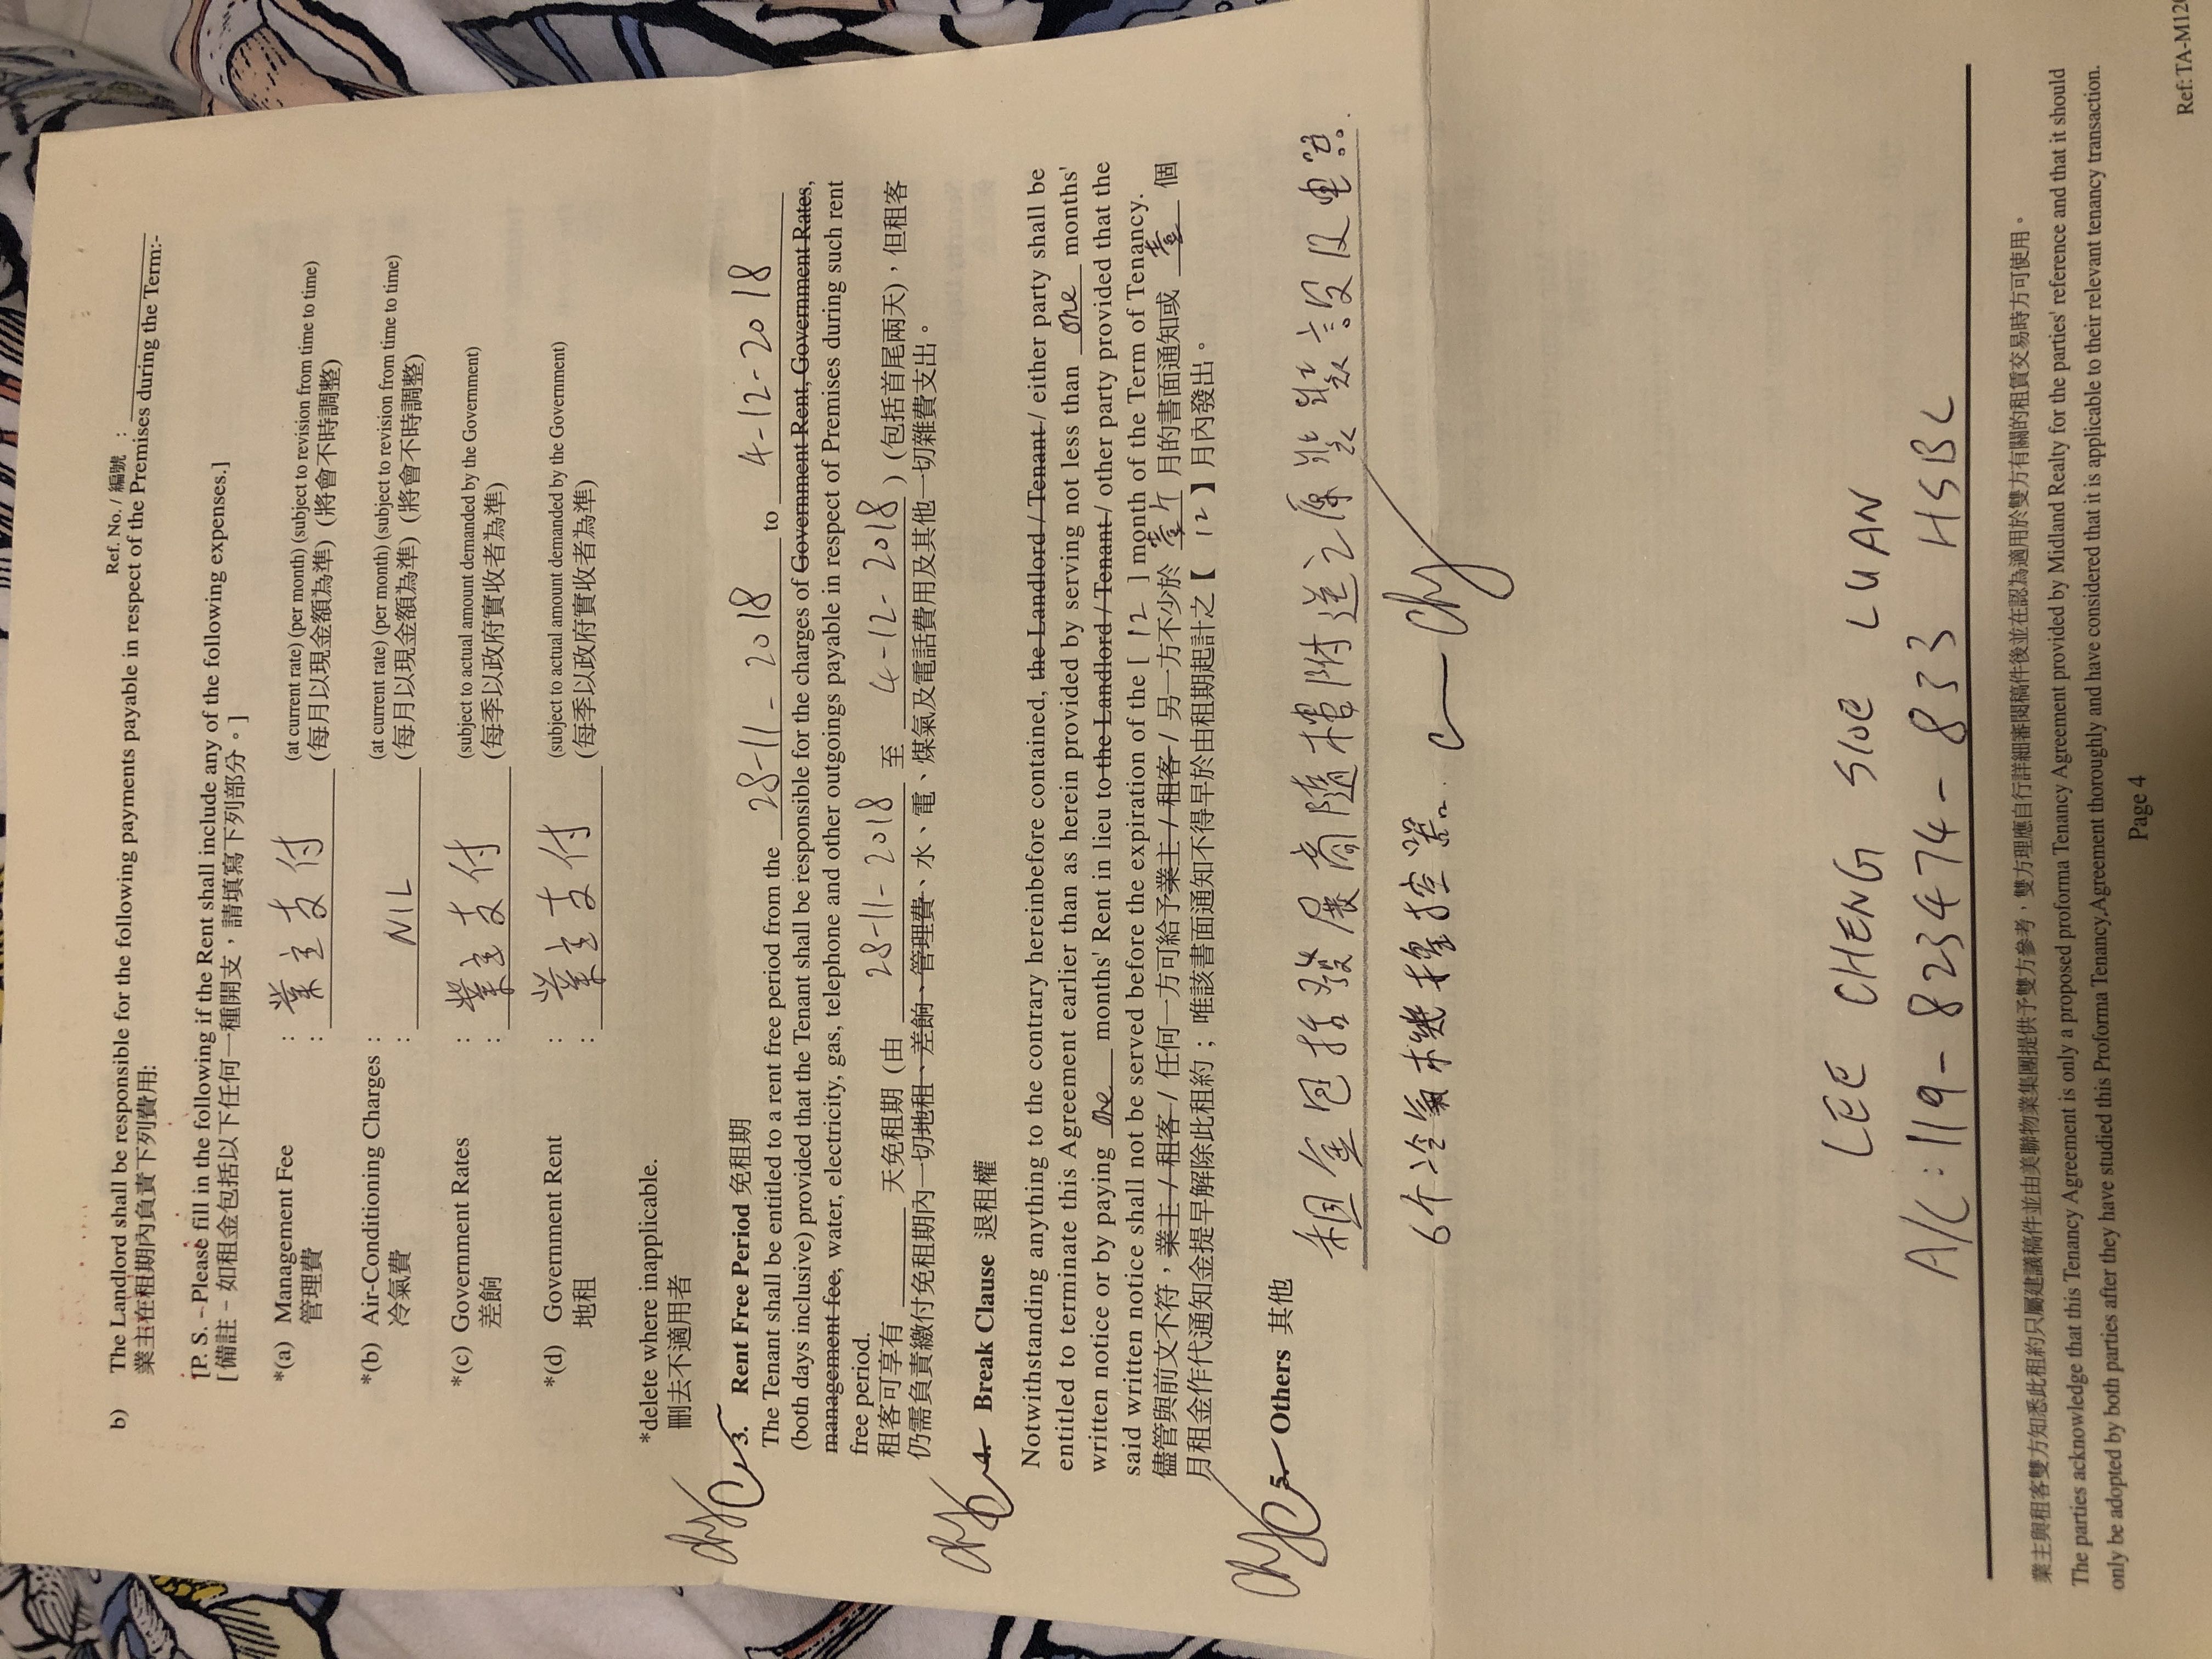 Ref. No. / 編號 :
b) The Landlord shall be responsible for the following payments payable in respect of the Premises during the Term:-
業主在租期內負責下列費用:
[P. S. - Please fill in the following if the Rent shall include any of the following expenses.]
[備註 - 如租金包括以下任何一種開支，請填寫下列部分。]
*(a) Management Fee : 業主支付 (at current rate) (per month) (subject to revision from time to time)
管理費 : (每月以現金額為準) (將會不時調整)
*(b) Air-Conditioning Charges : NIL (at current rate) (per month) (subject to revision from time to time)
冷氣費 : (每月以現金額為準) (將會不時調整)
*(c) Government Rates : 業主支付 (subject to actual amount demanded by the Government)
差餉 : (每季以政府實收者為準)
*(d) Government Rent : 業主支付 (subject to actual amount demanded by the Government)
地租 : (每季以政府實收者為準)
*delete where inapplicable.
刪去不適用者
3. Rent Free Period 免租期
The Tenant shall be entitled to a rent free period from the 28-11-2018 to 4-12-2018
(both days inclusive) provided that the Tenant shall be responsible for the charges of Government Rent, Government Rates,
management fee, water, electricity, gas, telephone and other outgoings payable in respect of Premises during such rent
free period.
租客可享有 天免租期 (由 28-11-2018 至 4-12-2018 ) (包括首尾兩天)，但租客
仍需負責繳付免租期內一切地租、差餉、管理費、水、電、煤氣及電話費用及其他一切雜費支出。
4. Break Clause 退租權
Notwithstanding anything to the contrary hereinbefore contained, the Landlord / Tenant / either party shall be
entitled to terminate this Agreement earlier than as herein provided by serving not less than one months'
written notice or by paying one months' Rent in lieu to the Landlord / Tenant / other party provided that the
said written notice shall not be served before the expiration of the [ 12 ] month of the Term of Tenancy.
儘管與前文不符，業主 / 租客 / 任何一方可給予業主 / 租客 / 另一方不少於 壹个 月的書面通知或 壹 個
月租金作代通知金提早解除此租約；唯該書面通知不得早於由租期起計之【 12 】月內發出。
5. Others 其他
租金包括發展商隨樓附送之原裝裝設及電器.
6个冷氣機搖控器.
LEE CHENG SIOE LUAN
A/C: 119-823474-833 HSBC
業主與租客雙方知悉此租約只屬建議稿件並由美聯物業集團提供予雙方參考，雙方理應自行詳細審閱稿件後並在認為適用於雙方有關的租賃交易時方可使用。
The parties acknowledge that this Tenancy Agreement is only a proposed proforma Tenancy Agreement provided by Midland Realty for the parties' reference and that it should
only be adopted by both parties after they have studied this Proforma Tenancy Agreement thoroughly and have considered that it is applicable to their relevant tenancy transaction.
Page 4
Ref: TA-M120